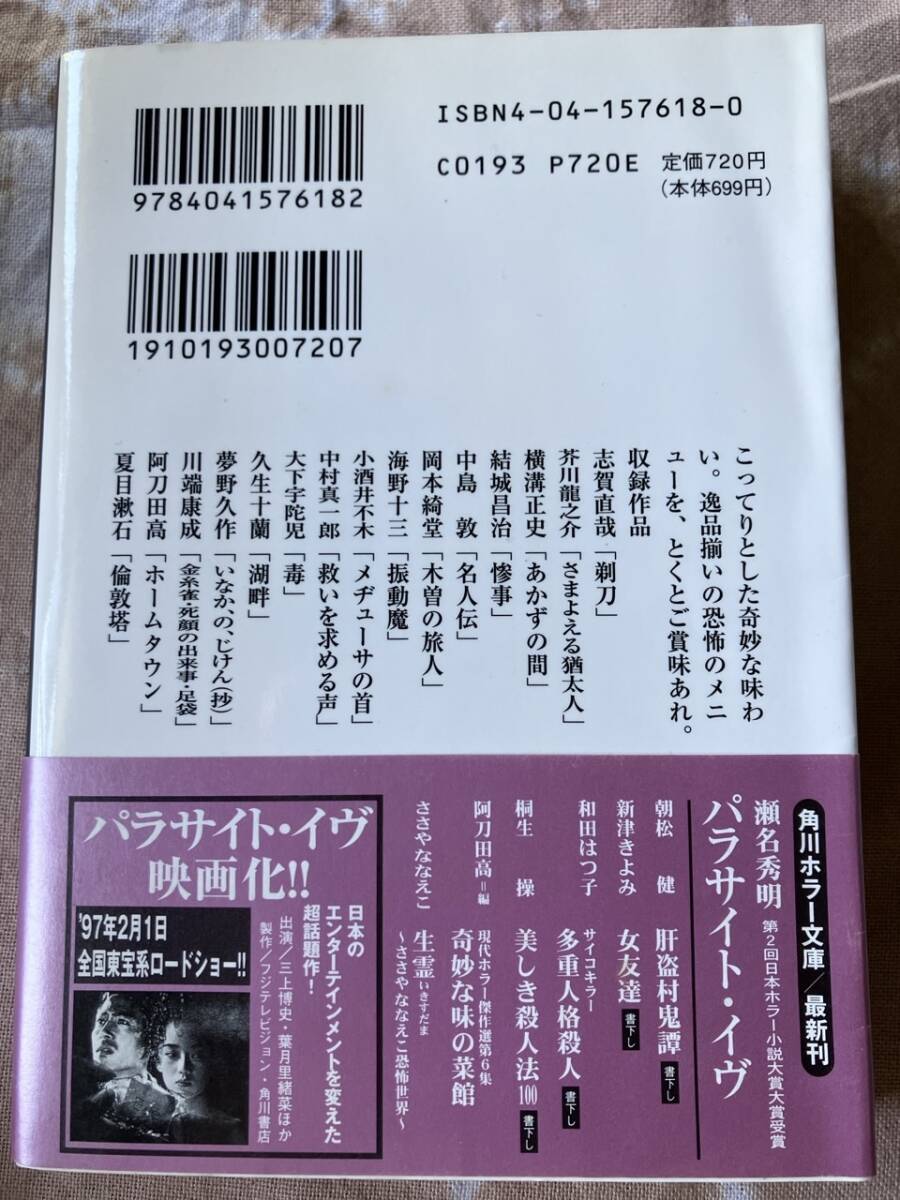 9784041576182
ISBN4-04-157618-0
C0193 P720E 定価720円
(本体699円)
1910193007207
こってりとした奇妙な味わ
い。逸品揃いの恐怖のメニ
ューを、とくとご賞味あれ。
収録作品
志賀直哉「剃刀」
芥川龍之介「さまよえる猶太人」
横溝正史「あかずの間」
結城昌治「惨事」
中島 敦「名人伝」
岡本綺堂「木曽の旅人」
海野十三「振動魔」
小酒井不木「メヂューサの首」
中村真一郎「救いを求める声」
大下宇陀児「毒」
久生十蘭「湖畔」
夢野久作「いなか、の、じけん(抄)」
川端康成「金糸雀・死顔の出来事・足袋」
阿刀田高「ホームタウン」
夏目漱石「倫敦塔」
角川ホラー文庫/最新刊
瀬名秀明 第2回日本ホラー小説大賞大賞受賞
パラサイト・イヴ
朝松 健 肝盗村鬼譚 書下し
新津きよみ 女友達 書下し
和田はつ子 サイコキラー 多重人格殺人 書下し
桐生 操 美しき殺人法100 書下し
阿刀田高=編 現代ホラー傑作選第6集 奇妙な味の菜館
ささやななえこ 生霊 いきすだま ~ささやななえこ恐怖世界~
パラサイト・イヴ
映画化!!
日本の
エンターテインメントを変えた
超話題作!
出演/三上博史・葉月里緒菜ほか
製作/フジテレビジョン・角川書店
'97年2月1日
全国東宝系ロードショー!!